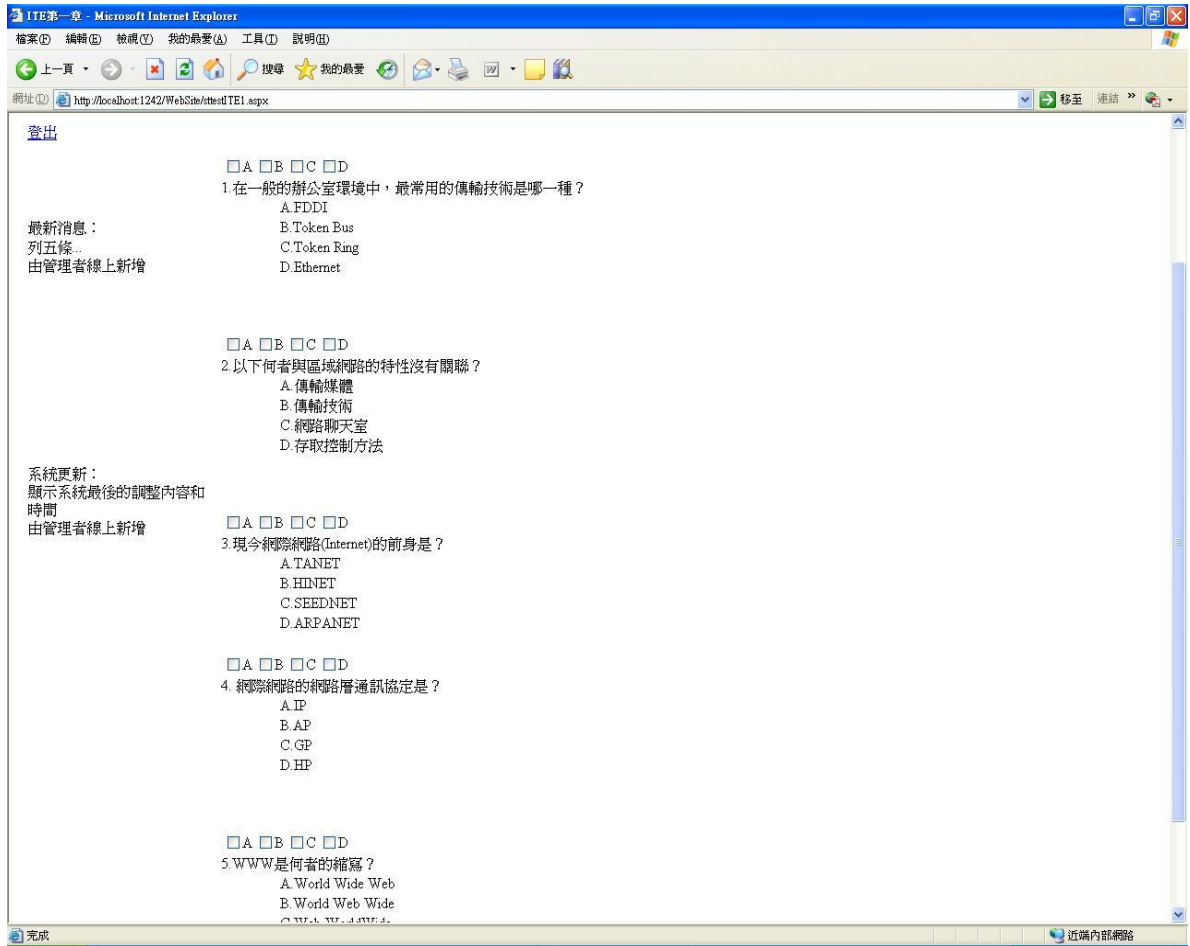 ITE第一章 - Microsoft Internet Explorer
檔案(F) 編輯(E) 檢視(V) 我的最愛(A) 工具(T) 說明(H)
上一頁 搜尋 我的最愛
網址(D) http://localhost:1242/WebSite/sttestITE1.aspx 移至 連結 »
登出
最新消息：
列五條...
由管理者線上新增
系統更新：
顯示系統最後的調整內容和
時間
由管理者線上新增
A B C D
1.在一般的辦公室環境中，最常用的傳輸技術是哪一種？
A.FDDI
B.Token Bus
C.Token Ring
D.Ethernet
A B C D
2.以下何者與區域網路的特性沒有關聯？
A.傳輸媒體
B.傳輸技術
C.網路聊天室
D.存取控制方法
A B C D
3.現今網際網路(Internet)的前身是？
A.TANET
B.HINET
C.SEEDNET
D.ARPANET
A B C D
4. 網際網路的網路層通訊協定是？
A.IP
B.AP
C.GP
D.HP
A B C D
5.WWW是何者的縮寫？
A.World Wide Web
B.World Web Wide
C.Web WorldWide
完成 近端內部網路